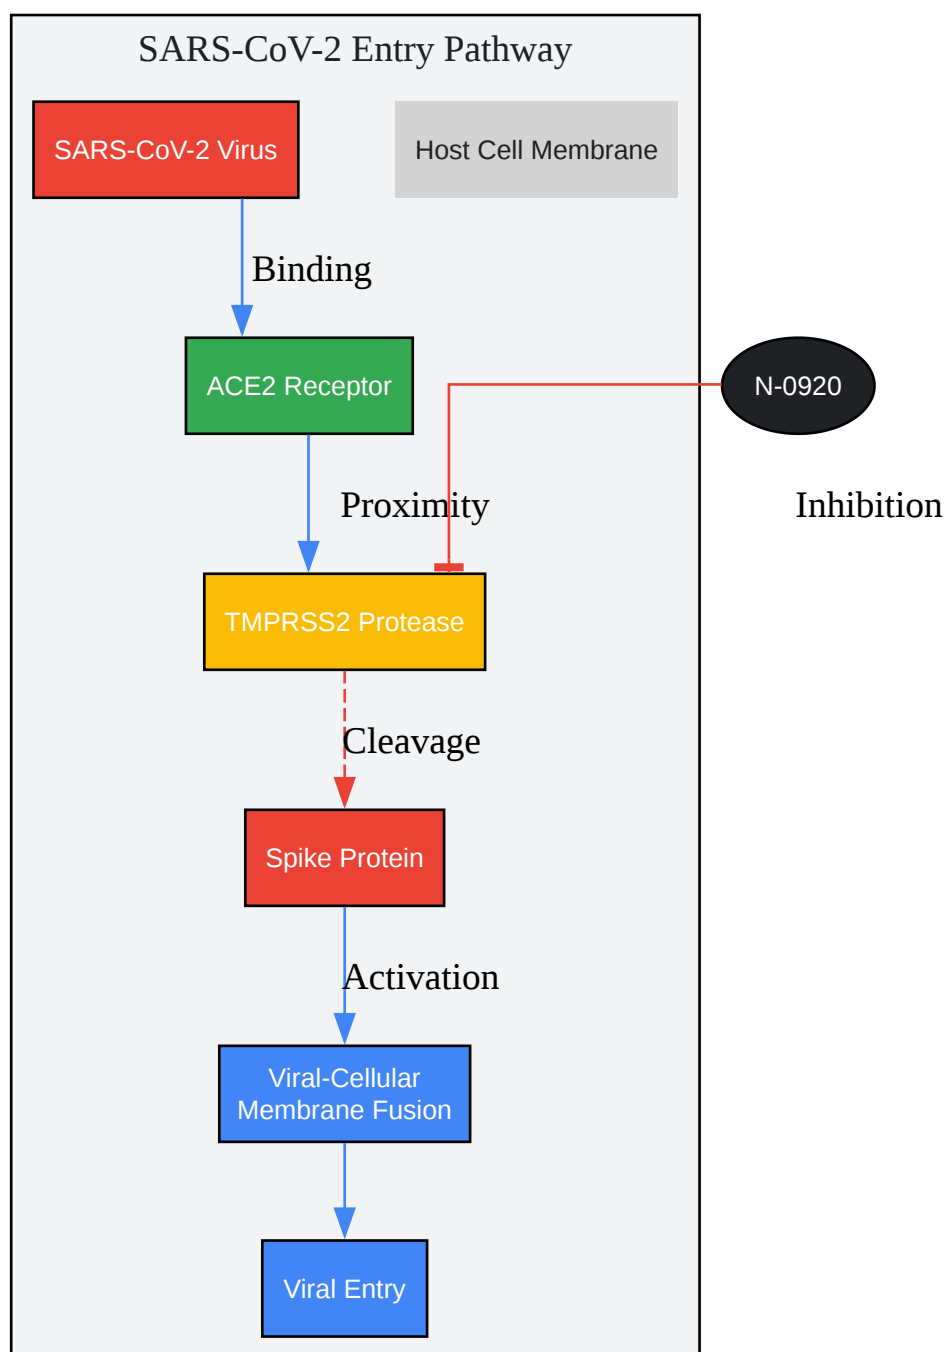 SARS-CoV-2 Entry Pathway
SARS-CoV-2 Virus
Host Cell Membrane
Binding
ACE2 Receptor
N-0920
Proximity
Inhibition
TMPRSS2 Protease
Cleavage
Spike Protein
Activation
Viral-Cellular
Membrane Fusion
Viral Entry